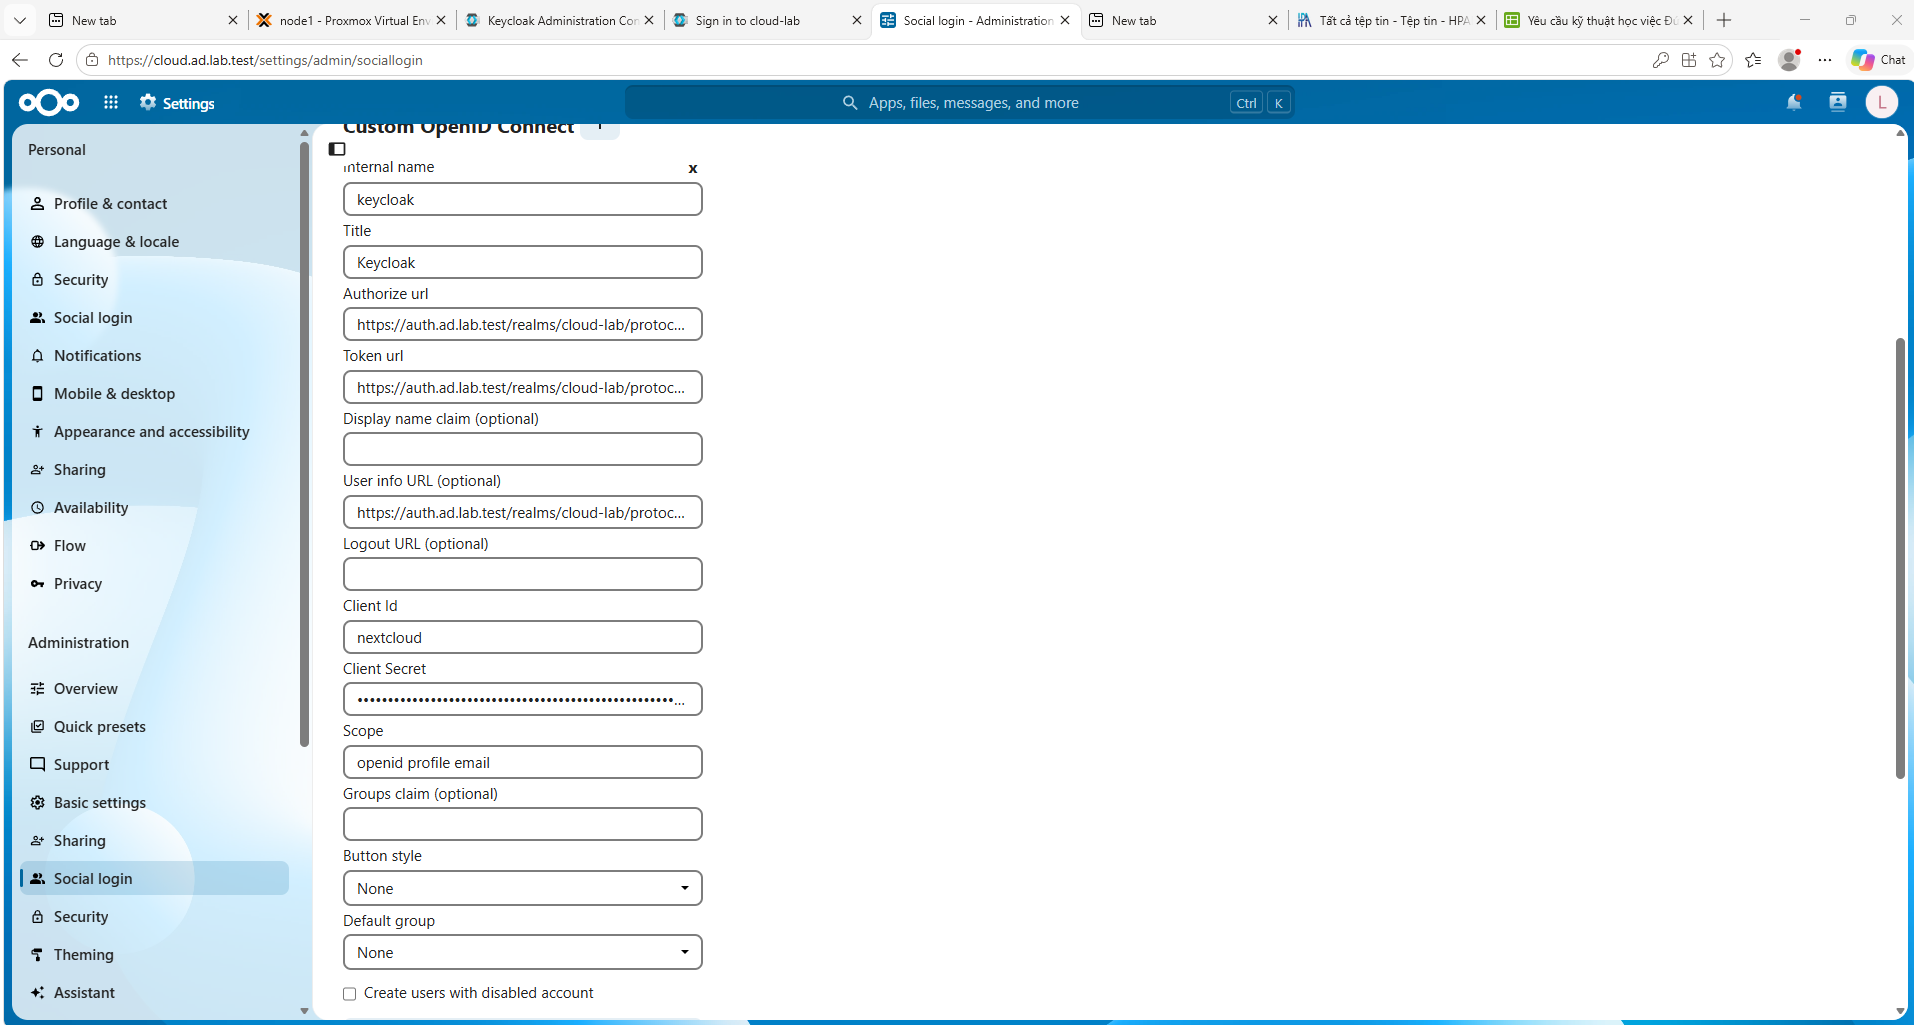 New tab
node1 - Proxmox Virtual Env
Keycloak Administration Con
Sign in to cloud-lab
Social login - Administration
New tab
Tất cả tệp tin - Tệp tin - HPA
Yêu cầu kỹ thuật học việc Đứ
https://cloud.ad.lab.test/settings/admin/sociallogin
Chat
Settings
Apps, files, messages, and more
Ctrl
K
L
Personal
Profile & contact
Language & locale
Security
Social login
Notifications
Mobile & desktop
Appearance and accessibility
Sharing
Availability
Flow
Privacy
Administration
Overview
Quick presets
Support
Basic settings
Sharing
Social login
Security
Theming
Assistant
Custom OpenID Connect
Internal name
x
keycloak
Title
Keycloak
Authorize url
https://auth.ad.lab.test/realms/cloud-lab/protoc...
Token url
https://auth.ad.lab.test/realms/cloud-lab/protoc...
Display name claim (optional)
User info URL (optional)
https://auth.ad.lab.test/realms/cloud-lab/protoc...
Logout URL (optional)
Client Id
nextcloud
Client Secret
Scope
openid profile email
Groups claim (optional)
Button style
None
Default group
None
Create users with disabled account